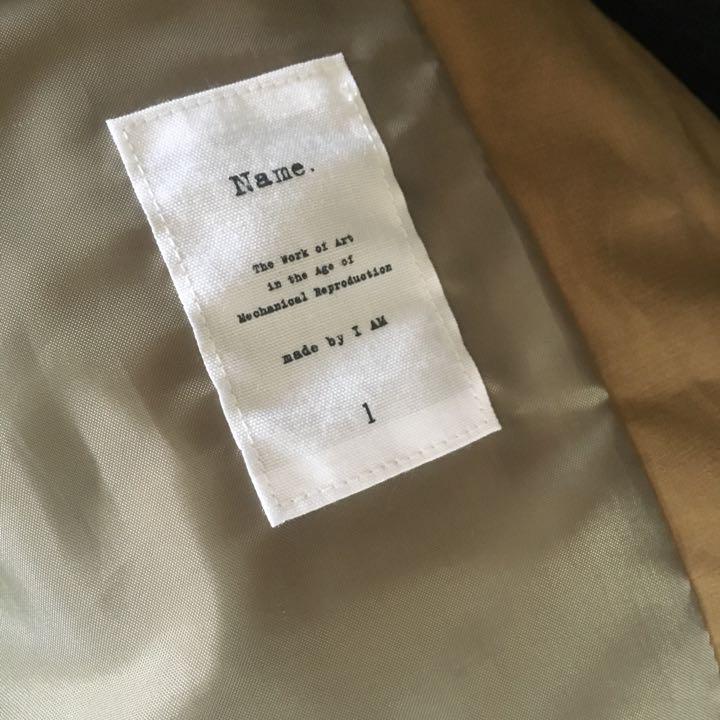 Name.
The Work of Art
in the Age of
Mechanical Reproduction
made by I AM
1